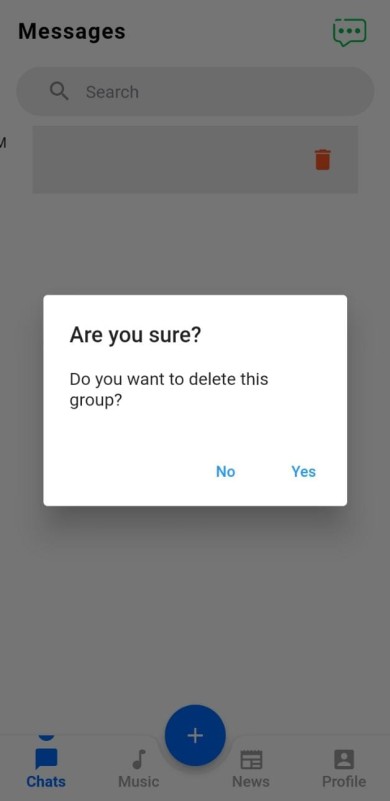 Messages
Search
M
Are you sure?
Do you want to delete this
group?
No
Yes
Chats
Music
News
Profile